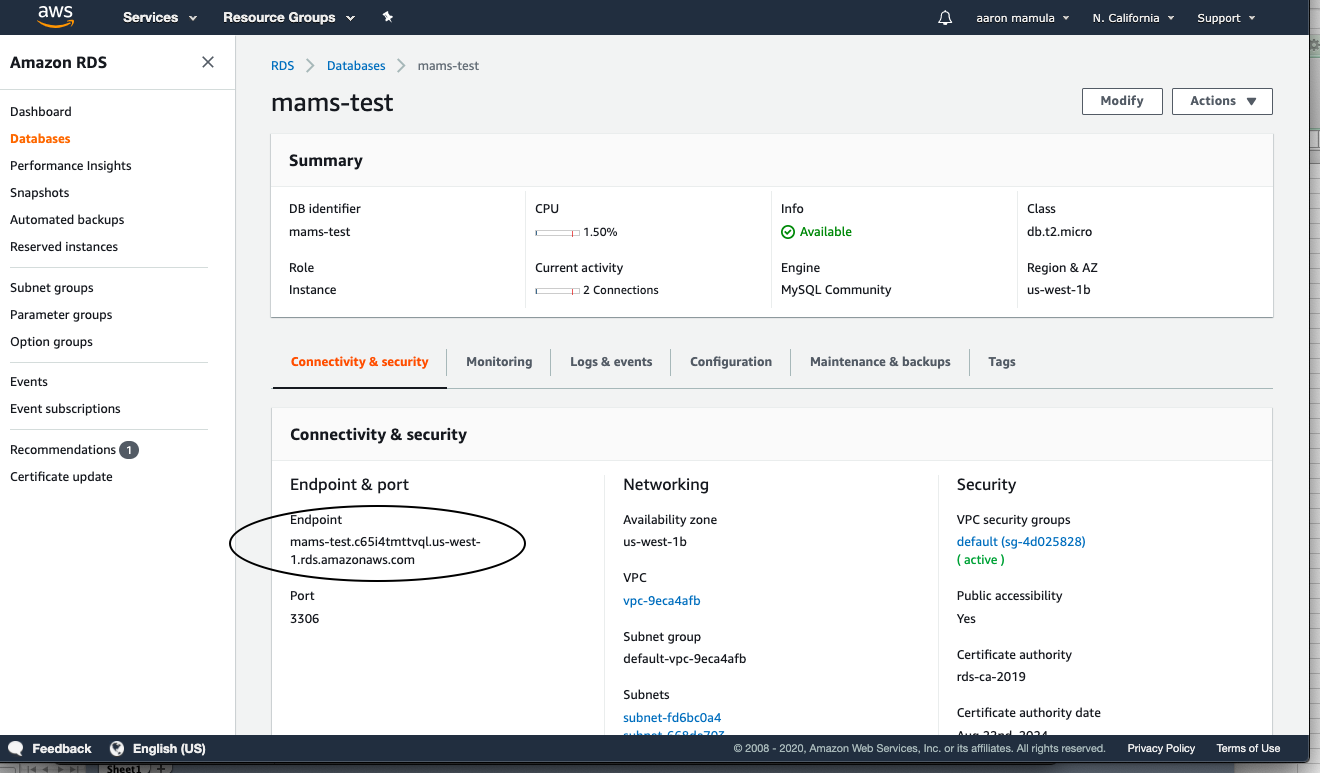 aws
Services
Resource Groups
aaron mamula
N. California
Support
Amazon RDS
Dashboard
Databases
Performance Insights
Snapshots
Automated backups
Reserved instances
Subnet groups
Parameter groups
Option groups
Events
Event subscriptions
Recommendations 1
Certificate update
RDS
Databases
mams-test
mams-test
Modify
Actions
Summary
DB identifier
mams-test
CPU
1.50%
Info
Available
Class
db.t2.micro
Role
Instance
Current activity
2 Connections
Engine
MySQL Community
Region & AZ
us-west-1b
Connectivity & security
Monitoring
Logs & events
Configuration
Maintenance & backups
Tags
Connectivity & security
Endpoint & port
Endpoint
mams-test.c65i4tmttvql.us-west-
1.rds.amazonaws.com
Port
3306
Networking
Availability zone
us-west-1b
VPC
vpc-9eca4afb
Subnet group
default-vpc-9eca4afb
Subnets
subnet-fd6bc0a4
Security
VPC security groups
default (sg-4d025828)
( active )
Public accessibility
Yes
Certificate authority
rds-ca-2019
Certificate authority date
Aug 22nd, 2024
Feedback
English (US)
© 2008 - 2020, Amazon Web Services, Inc. or its affiliates. All rights reserved.
Privacy Policy
Terms of Use
Sheet1